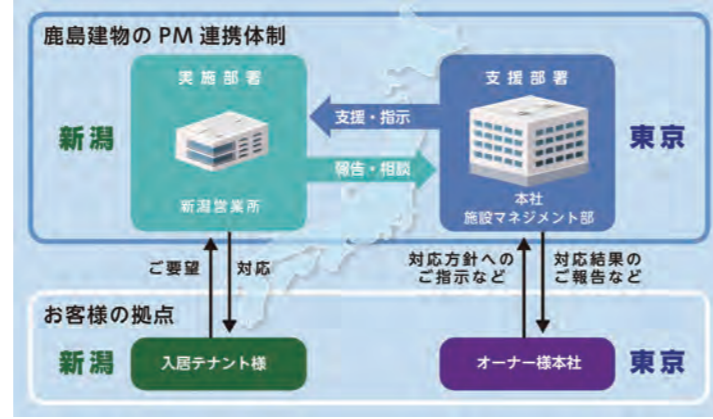 鹿島建物の PM 連携体制
実施部署
支援部署
新潟
支援・指示
東京
報告・相談
新潟営業所
本社
施設マネジメント部
ご要望
対応
対応方針への
ご指示など
対応結果の
ご報告など
お客様の拠点
新潟
入居テナント様
オーナー様本社
東京